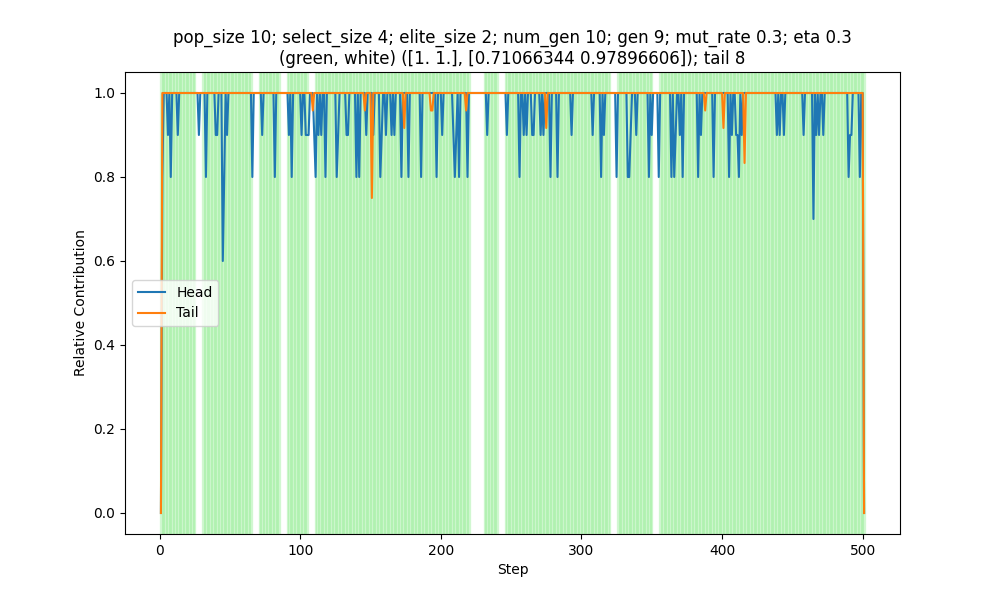 pop_size 10; select_size 4; elite_size 2; num_gen 10; gen 9; mut_rate 0.3; eta 0.3
(green, white) ([1. 1.], [0.71066344 0.97896606]); tail 8
1.0
0.8
0.6
0.4
0.2
0.0
Relative Contribution
Head
Tail
0 100 200 300 400 500
Step